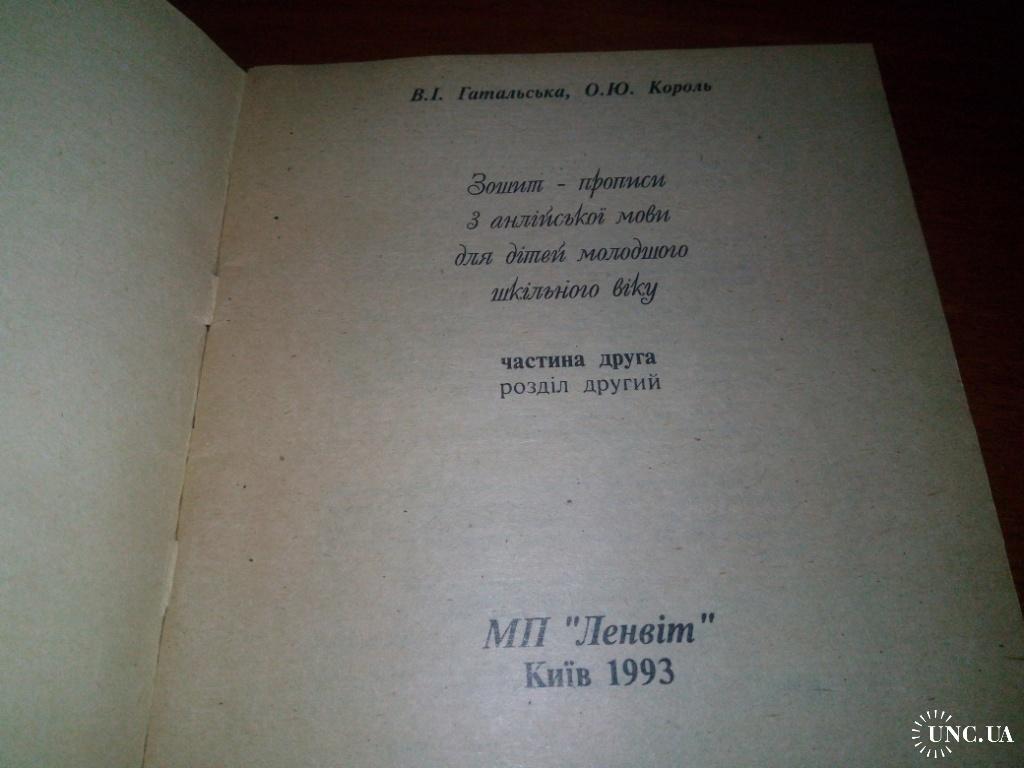 В.І. Гатальська, О.Ю. Король
Зошит - прописи
з анлійської мови
для дітей молодшого
шкільного віку
частина друга
розділ другий
МП "Ленвіт"
Київ 1993
UNC.UA